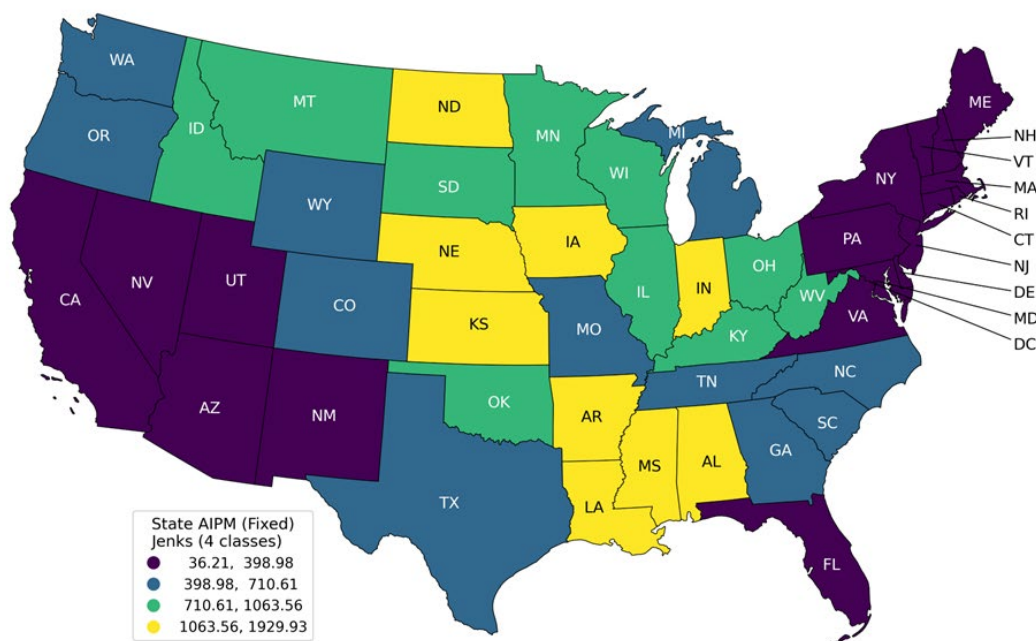 WA
MT
ND
ME
OR
ID
MN
MI
NH
VT
SD
WI
NY
MA
WY
RI
PA
CT
NE
IA
OH
NJ
NV
UT
IL
IN
DE
CA
CO
WV
MD
KS
MO
VA
KY
DC
TN
NC
OK
AZ
NM
AR
SC
MS
AL
GA
TX
LA
FL
State AIPM (Fixed)
Jenks (4 classes)
36.21, 398.98
398.98, 710.61
710.61, 1063.56
1063.56, 1929.93